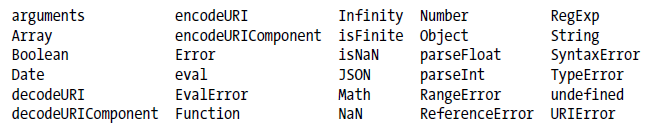 arguments encodeURI Infinity Number RegExp
Array encodeURIComponent isFinite Object String
Boolean Error isNaN parseFloat SyntaxError
Date eval JSON parseInt TypeError
decodeURI EvalError Math RangeError undefined
decodeURIComponent Function NaN ReferenceError URIError